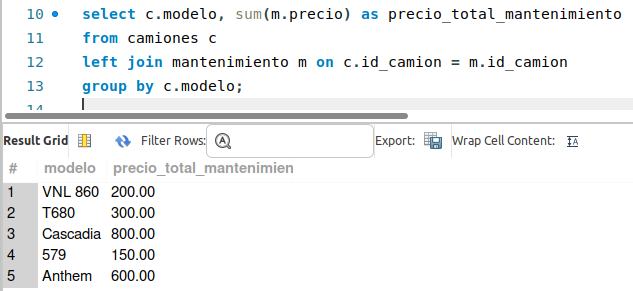 10 select c.modelo, sum(m.precio) as precio_total_mantenimiento
11 from camiones c
12 left join mantenimiento m on c.id_camion = m.id_camion
13 group by c.modelo;
14
Result Grid Filter Rows: Export: Wrap Cell Content:
# modelo precio_total_mantenimien
1 VNL 860 200.00
2 T680 300.00
3 Cascadia 800.00
4 579 150.00
5 Anthem 600.00